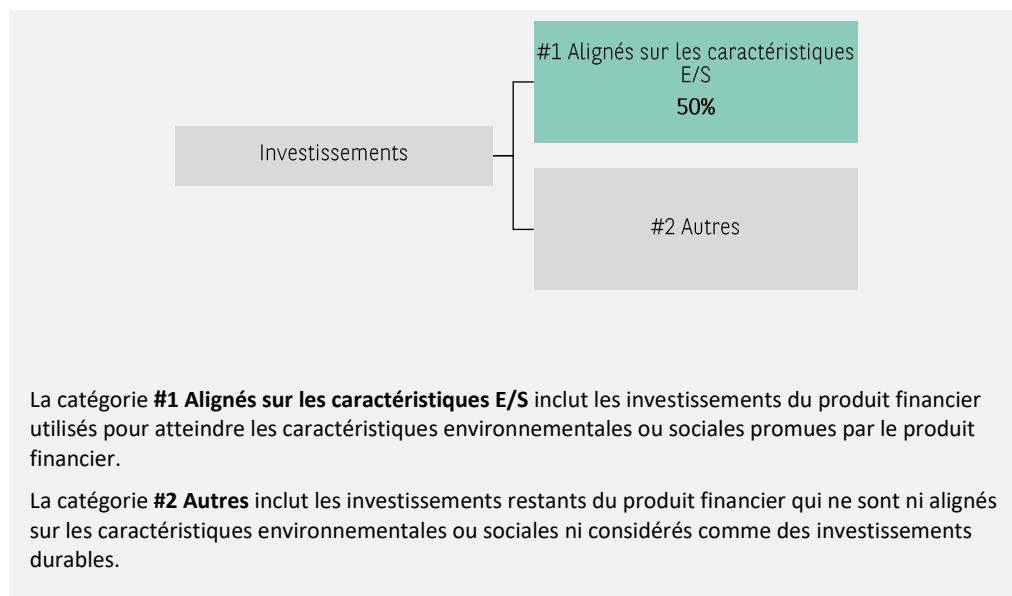 #1 Alignés sur les caractéristiques
E/S
50%
Investissements
#2 Autres
La catégorie #1 Alignés sur les caractéristiques E/S inclut les investissements du produit financier
utilisés pour atteindre les caractéristiques environnementales ou sociales promues par le produit
financier.
La catégorie #2 Autres inclut les investissements restants du produit financier qui ne sont ni alignés
sur les caractéristiques environnementales ou sociales ni considérés comme des investissements
durables.